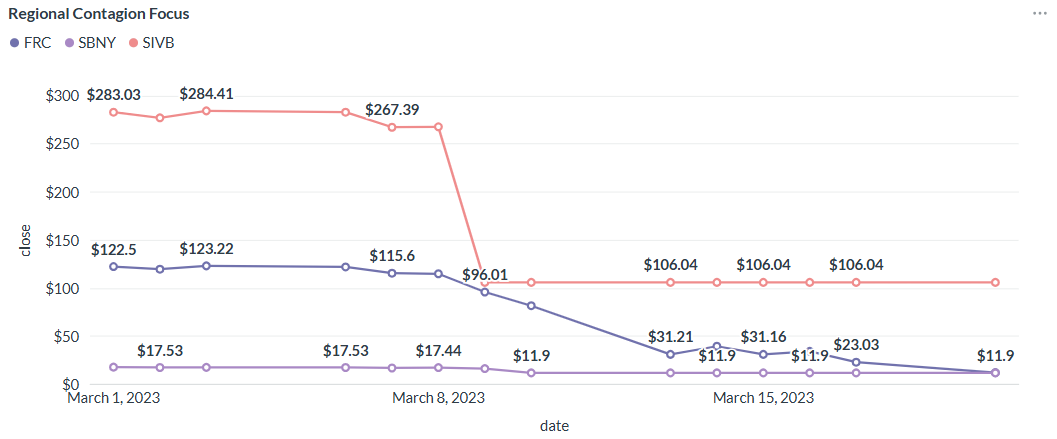 Regional Contagion Focus
FRC SBNY SIVB
$300 $283.03 $284.41
$267.39
$250
$200
$150 $122.5 $123.22 $115.6
$96.01 $106.04 $106.04 $106.04
$100
$50 $17.53 $17.53 $17.44 $11.9 $31.21 $11.9 $31.16 $11.9 $23.03 $11.9
$0
March 1, 2023 March 8, 2023 March 15, 2023
close
date